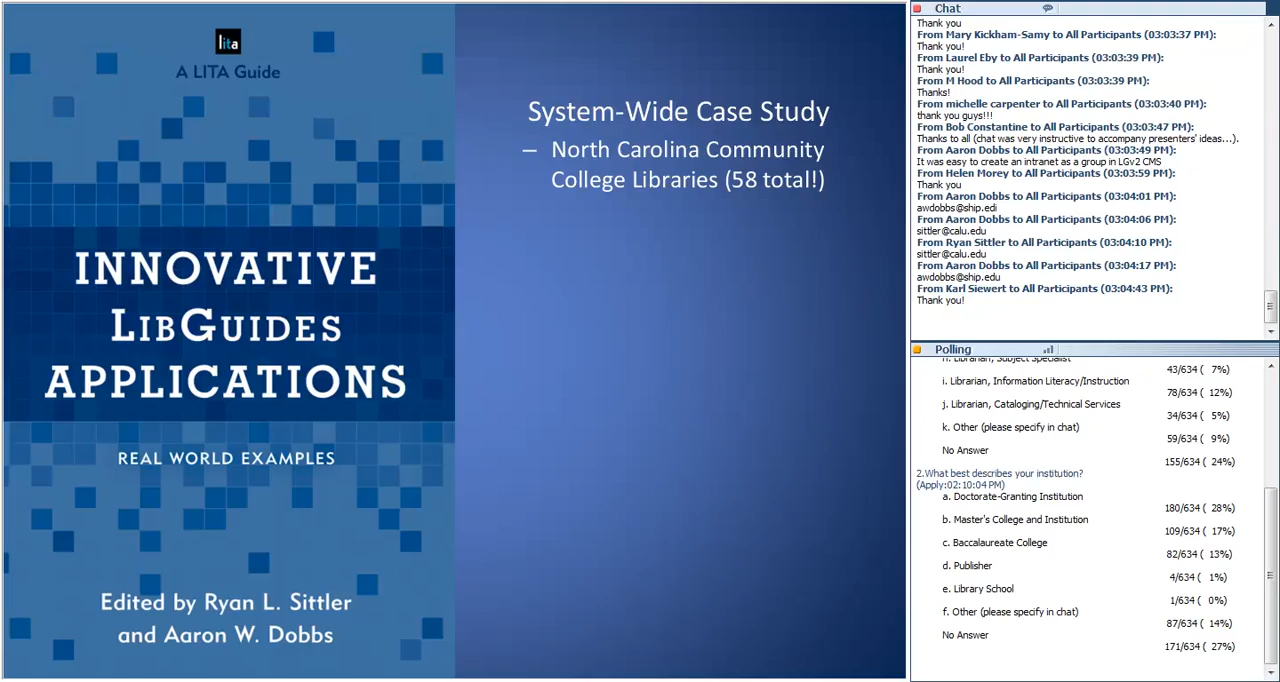 lita
A LITA Guide
INNOVATIVE
LIBGUIDES
APPLICATIONS
REAL WORLD EXAMPLES
Edited by Ryan L. Sittler
and Aaron W. Dobbs
System-Wide Case Study
– North Carolina Community
College Libraries (58 total!)
Chat
Thank you
From Mary Kickham-Samy to All Participants (03:03:37 PM):
Thank you!
From Laurel Eby to All Participants (03:03:39 PM):
Thank you!
From M Hood to All Participants (03:03:39 PM):
Thanks!
From michelle carpenter to All Participants (03:03:40 PM):
thank you guys!!!
From Bob Constantine to All Participants (03:03:47 PM):
Thanks to all (chat was very instructive to accompany presenters' ideas...).
From Aaron Dobbs to All Participants (03:03:49 PM):
It was easy to create an intranet as a group in LGv2 CMS
From Helen Morey to All Participants (03:03:59 PM):
Thank you
From Aaron Dobbs to All Participants (03:04:01 PM):
awdobbs@ship.edi
From Aaron Dobbs to All Participants (03:04:06 PM):
sittler@calu.edu
From Ryan Sittler to All Participants (03:04:10 PM):
sittler@calu.edu
From Aaron Dobbs to All Participants (03:04:17 PM):
awdobbs@ship.edu
From Karl Siewert to All Participants (03:04:43 PM):
Thank you!
Polling
h. Librarian, Subject Specialist
43/634 ( 7%)
i. Librarian, Information Literacy/Instruction
78/634 ( 12%)
j. Librarian, Cataloging/Technical Services
34/634 ( 5%)
k. Other (please specify in chat)
59/634 ( 9%)
No Answer
155/634 ( 24%)
2.What best describes your institution?
(Apply:02:10:04 PM)
a. Doctorate-Granting Institution
180/634 ( 28%)
b. Master's College and Institution
109/634 ( 17%)
c. Baccalaureate College
82/634 ( 13%)
d. Publisher
4/634 ( 1%)
e. Library School
1/634 ( 0%)
f. Other (please specify in chat)
87/634 ( 14%)
No Answer
171/634 ( 27%)